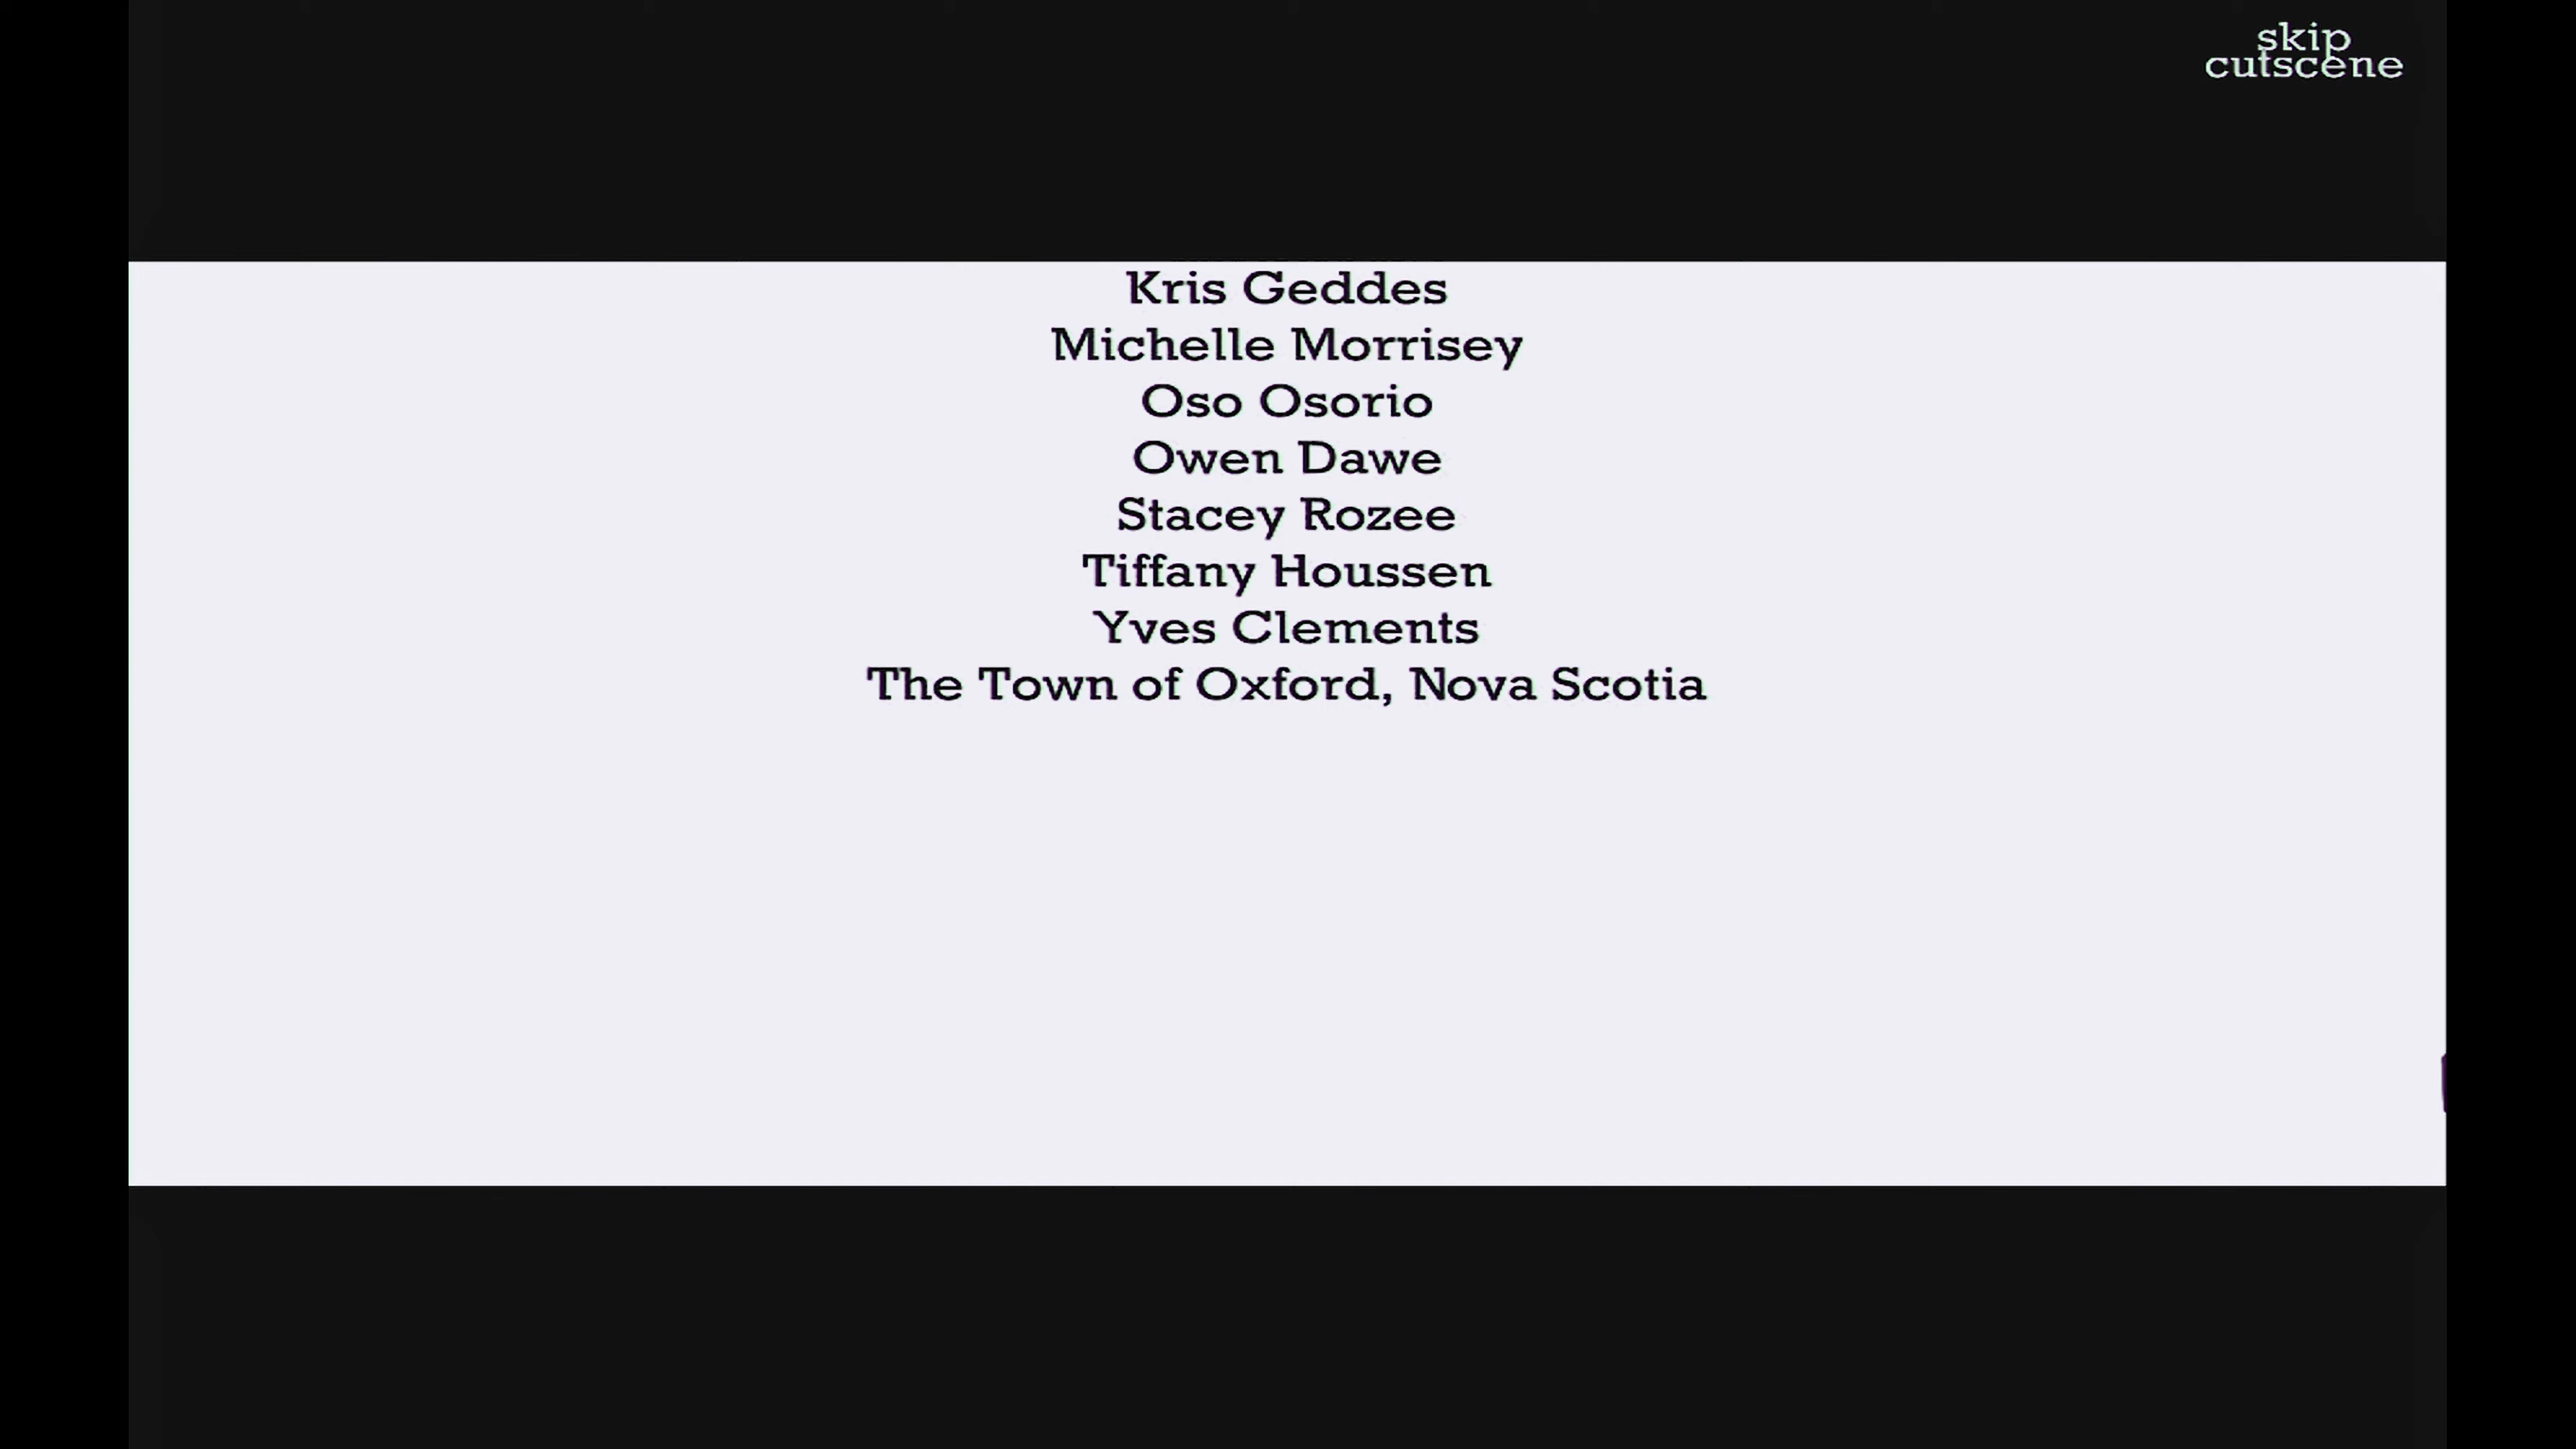 skip
cutscene
Kris Geddes
Michelle Morrisey
Oso Osorio
Owen Dawe
Stacey Rozee
Tiffany Houssen
Yves Clements
The Town of Oxford, Nova Scotia